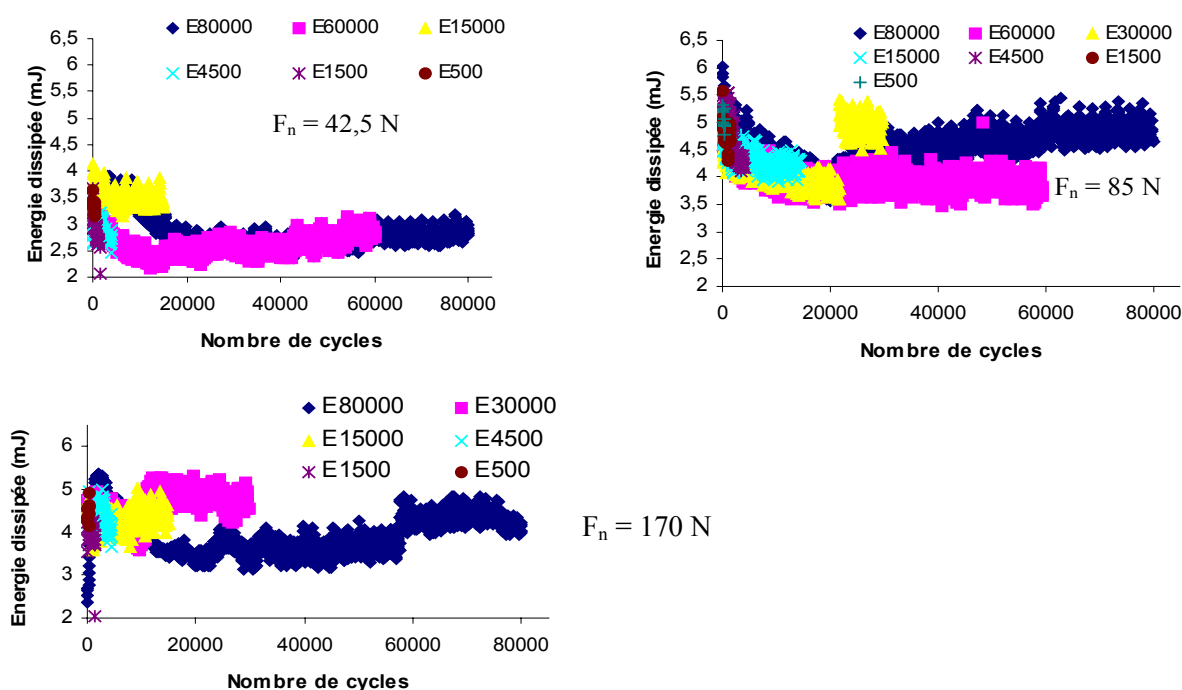 E80000 E60000 E15000
E4500 E1500 E500
Fn = 42,5 N
Energie dissipée (mJ)
6,5
6
5,5
5
4,5
4
3,5
3
2,5
2
0 20000 40000 60000 80000
Nombre de cycles
E80000 E60000 E30000
E15000 E4500 E1500
E500
Fn = 85 N
Energie dissipée (mJ)
6,5
6
5,5
5
4,5
4
3,5
3
2,5
2
0 20000 40000 60000 80000
Nombre de cycles
E80000 E30000
E15000 E4500
E1500 E500
Fn = 170 N
Energie dissipée (mJ)
6
5
4
3
2
0 20000 40000 60000 80000
Nombre de cycles